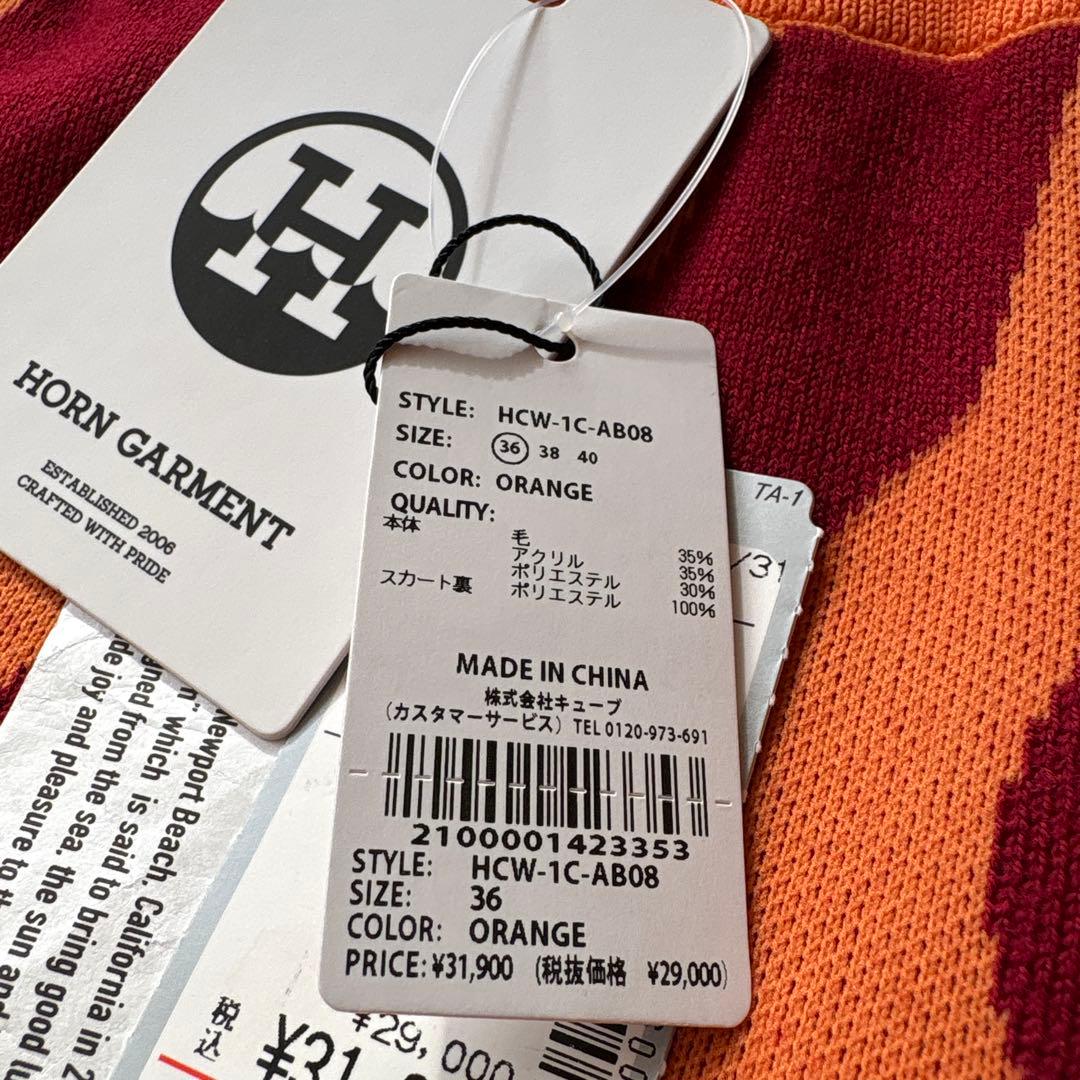 H
HORN GARMENT
ESTABLISHED 2006
CRAFTED WITH PRIDE
STYLE: HCW-1C-AB08
SIZE: 36 38 40
COLOR: ORANGE
QUALITY:
本体
毛 35%
アクリル 35%
ポリエステル 30%
スカート裏 ポリエステル 100%
MADE IN CHINA
株式会社キューブ
(カスタマーサービス) TEL 0120-973-691
2100001423353
STYLE: HCW-1C-AB08
SIZE: 36
COLOR: ORANGE
PRICE: ¥31,900 (税抜価格 ¥29,000)
TA-1
/31
Newport Beach, California in
which is said to bring good
from the sea, the sun and
joy and pleasure to
¥29,000
税込
¥31